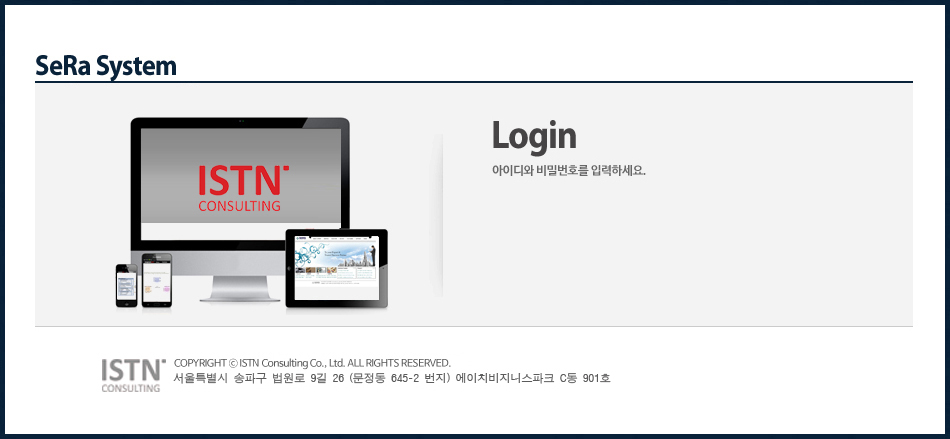 SeRa System
ISTN
CONSULTING
Login
아이디와 비밀번호를 입력하세요.
ISTN
CONSULTING
COPYRIGHT ⓒ ISTN Consulting Co., Ltd. ALL RIGHTS RESERVED.
서울특별시 송파구 법원로 9길 26 (문정동 645-2 번지) 에이치비지니스파크 C동 901호